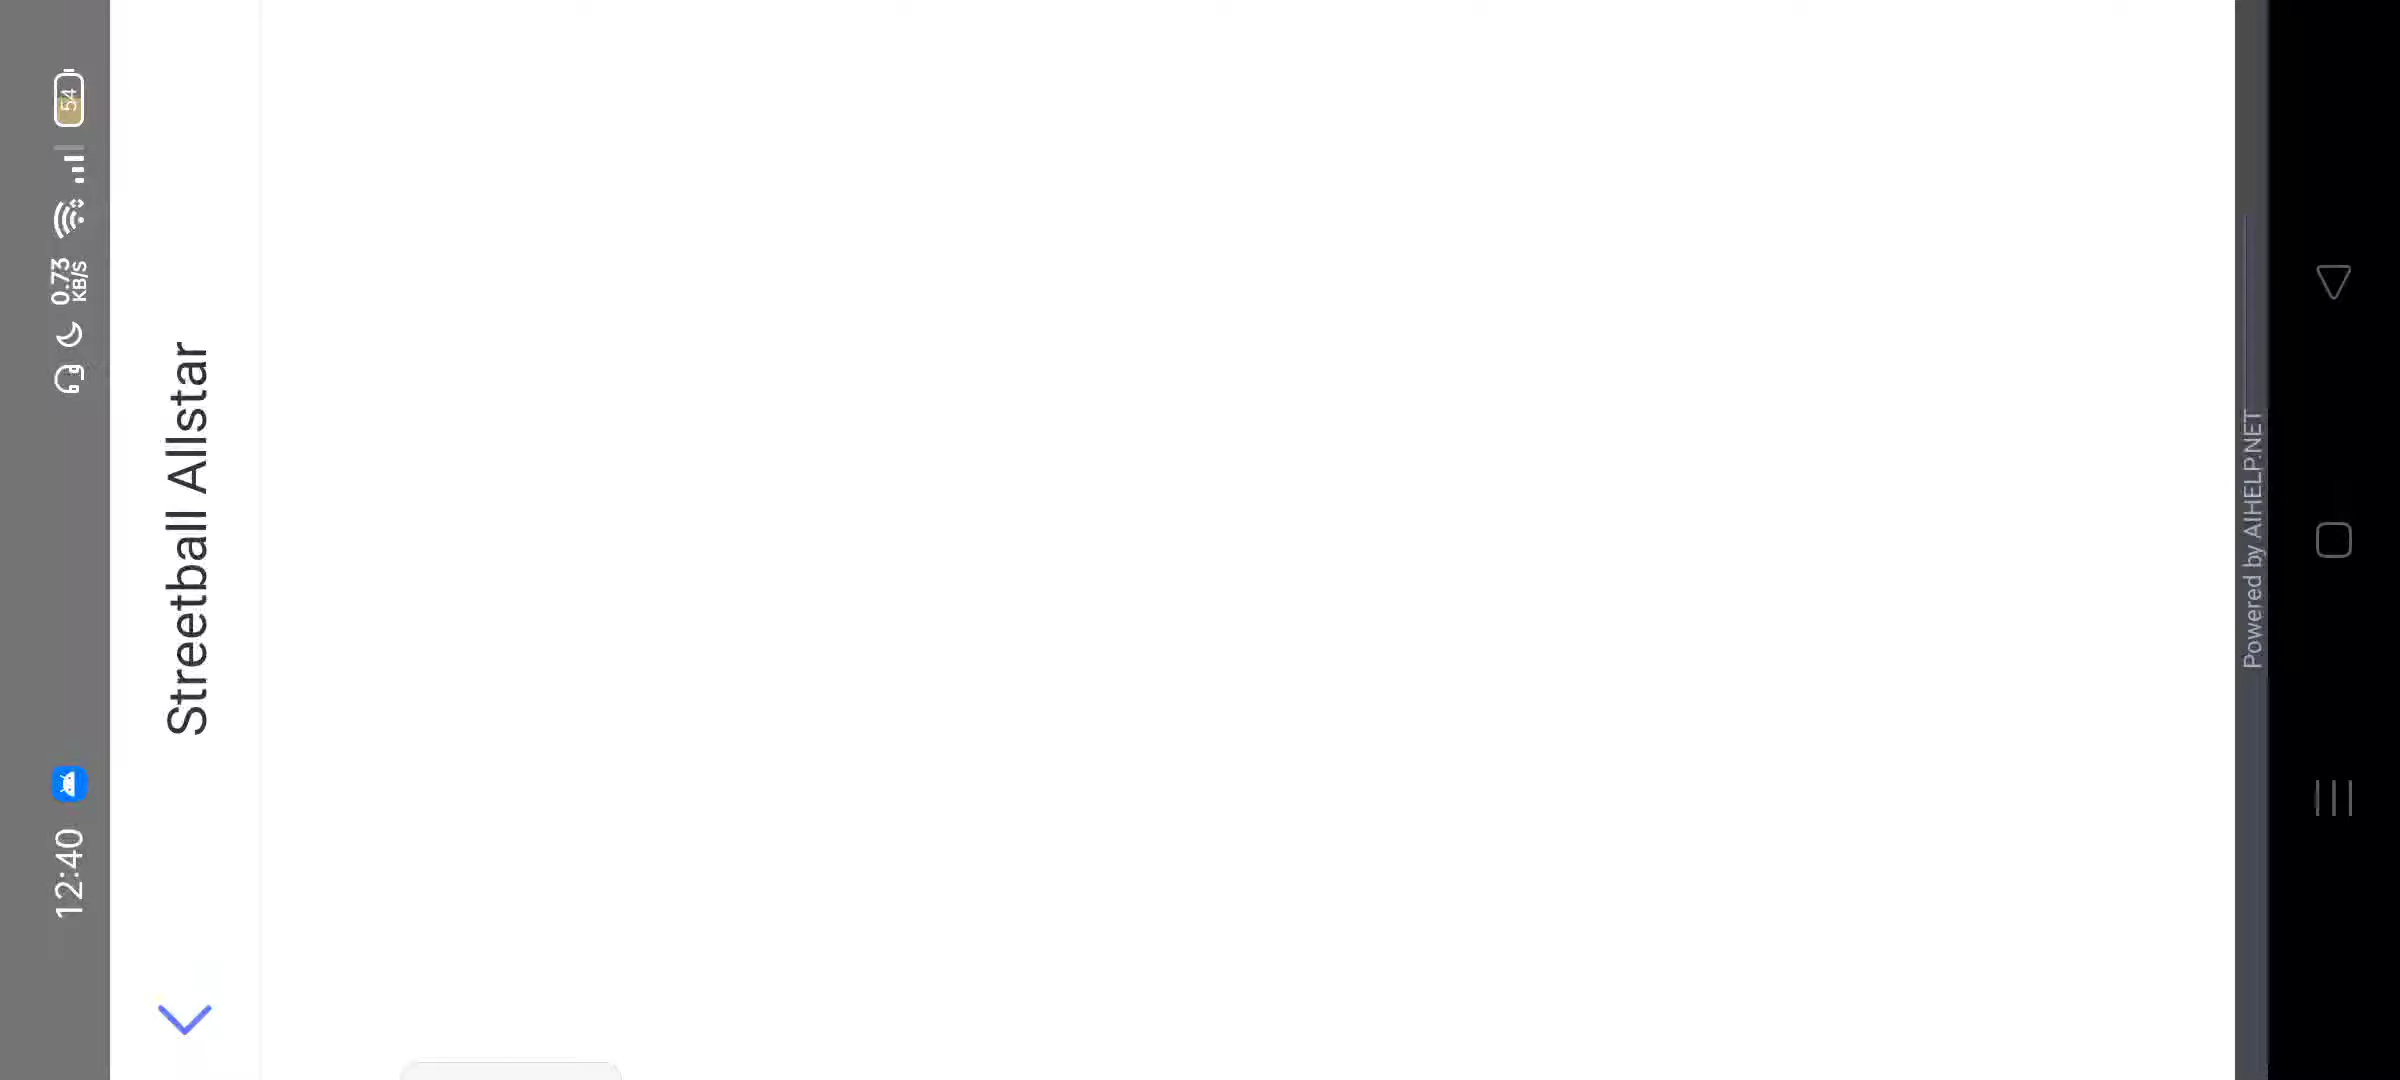 12:40
0.73
KB/S
54
Streetball Allstar
Powered by AIHELP.NET